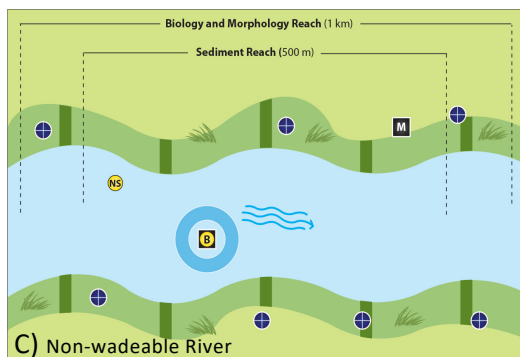 Biology and Morphology Reach (1 km)
Sediment Reach (500 m)
M
NS
B
C) Non-wadeable River